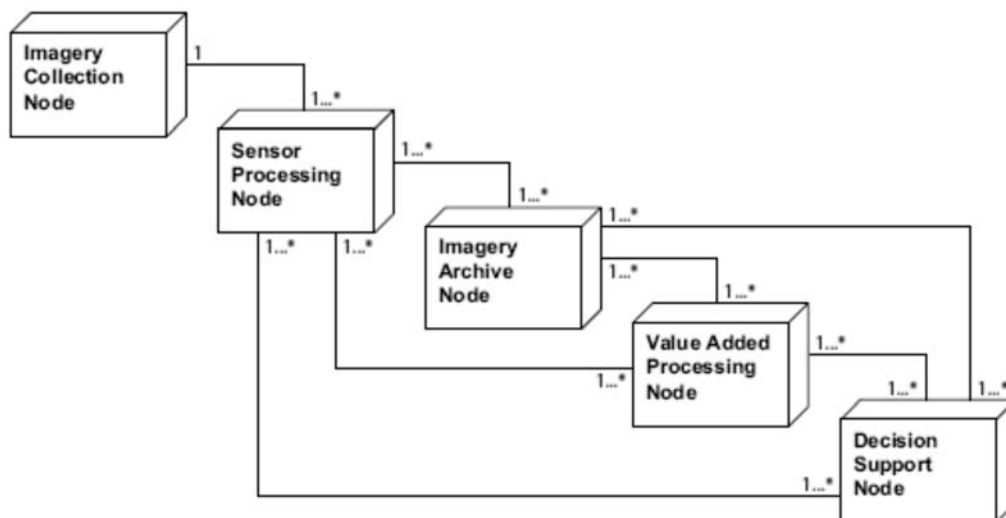 Imagery
Collection
Node
1
1...*
Sensor
Processing
Node
1...*
1...*
1...*
1...*
Imagery
Archive
Node
1...*
1...*
1...*
Value Added
Processing
Node
1...*
1...*
1...*
1...*
Decision
Support
Node
1...*